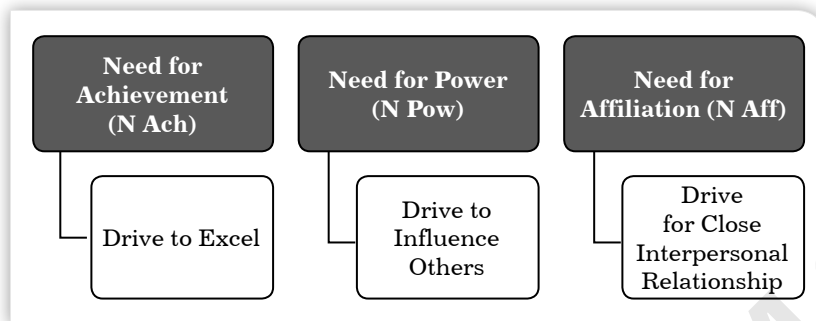 Need for
Achievement
(N Ach)
Drive to Excel
Need for Power
(N Pow)
Drive to
Influence
Others
Need for
Affiliation (N Aff)
Drive
for Close
Interpersonal
Relationship